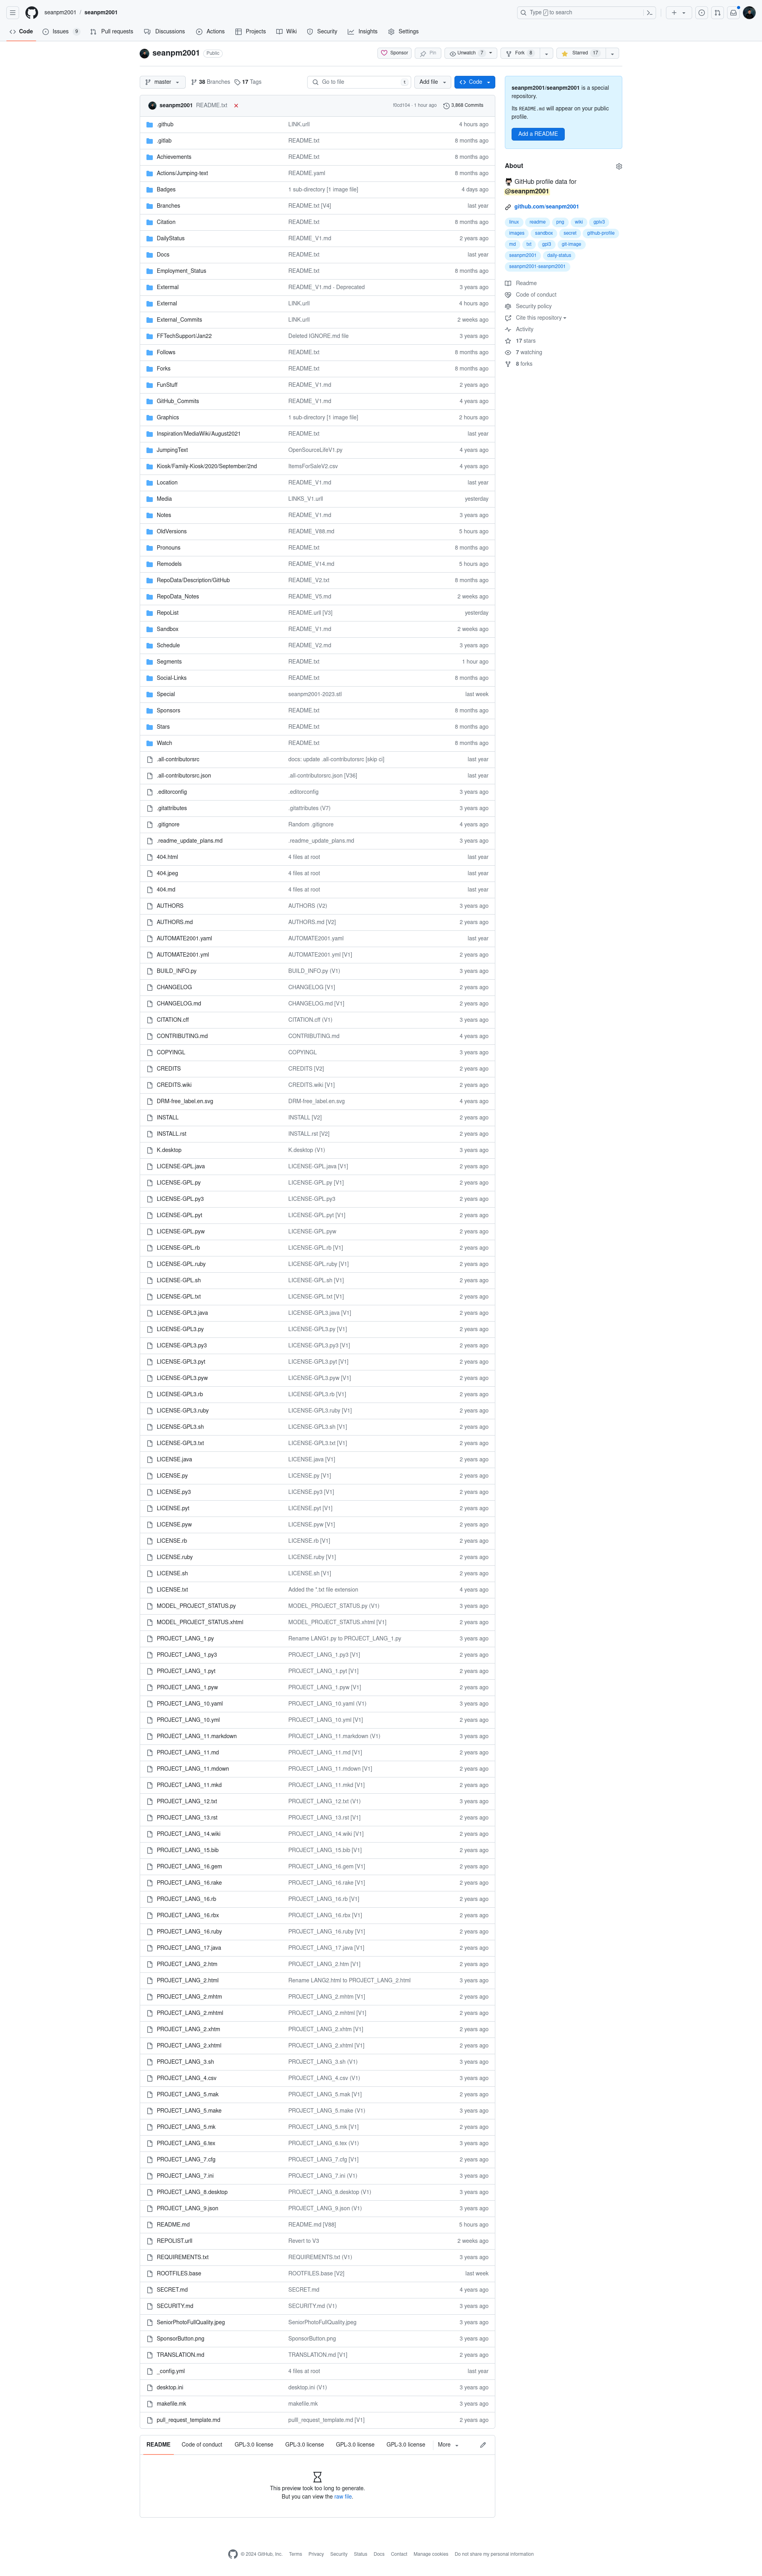 seanpm2001 / seanpm2001
Type / to search
Code
Issues 9
Pull requests
Discussions
Actions
Projects
Wiki
Security
Insights
Settings
seanpm2001 Public
Sponsor
Pin
Unwatch 7
Fork 8
Starred 17
master
38 Branches
17 Tags
Go to file
Add file
Code
seanpm2001 README.txt
1 hour ago
3,868 Commits
.github LINK.url 4 hours ago
.gitlab README.txt 8 months ago
Achievements README.txt 8 months ago
Actions/Jumping-text README.yaml 8 months ago
Badges 1 sub-directory [1 image file] 4 days ago
Branches README.txt [V4] last year
Citation README.txt 8 months ago
DailyStatus README_V1.md 2 years ago
Docs README.txt last year
Employment_Status README.txt 8 months ago
Extermal README_V1.md - Deprecated 3 years ago
External LINK.url 4 hours ago
External_Commits LINK.url 2 weeks ago
FFTechSupport/Jan22 Deleted IGNORE.md file 3 years ago
Follows README.txt 8 months ago
Forks README.txt 8 months ago
FunStuff README_V1.md 2 years ago
GitHub_Commits README_V1.md 4 years ago
Graphics 1 sub-directory [1 image file] 2 hours ago
Inspiration/MediaWiki/August2021 README.txt last year
JumpingText OpenSourceLifeV1.py 4 years ago
Kiosk/Family-Kiosk/2020/September/2nd ItemsForSaleV2.csv 4 years ago
Location README_V1.md last year
Media LINKS_V1.url yesterday
Notes README_V1.md 3 years ago
OldVersions README_V88.md 5 hours ago
Pronouns README.txt 8 months ago
Remodels README_V14.md 5 hours ago
RepoData/Description/GitHub README_V2.txt 8 months ago
RepoData_Notes README_V5.md 2 weeks ago
RepoList README.url [V3] yesterday
Sandbox README_V1.md 2 weeks ago
Schedule README_V2.md 3 years ago
Segments README.txt 1 hour ago
Social-Links README.txt 8 months ago
Special seanpm2001-2023.stl last week
Sponsors README.txt 8 months ago
Stars README.txt 8 months ago
Watch README.txt 8 months ago
.all-contributorsrc docs: update .all-contributorsrc [skip ci] last year
.all-contributorsrc.json .all-contributorsrc.json [V36] last year
.editorconfig .editorconfig 3 years ago
.gitattributes .gitattributes (V7) 3 years ago
.gitignore Random .gitignore 4 years ago
.readme_update_plans.md .readme_update_plans.md 3 years ago
404.html 4 files at root last year
404.jpeg 4 files at root last year
404.md 4 files at root last year
AUTHORS AUTHORS (V2) 3 years ago
AUTHORS.md AUTHORS.md [V2] 2 years ago
AUTOMATE2001.yaml AUTOMATE2001.yaml last year
AUTOMATE2001.yml AUTOMATE2001.yml [V1] 2 years ago
BUILD_INFO.py BUILD_INFO.py (V1) 3 years ago
CHANGELOG CHANGELOG [V1] 2 years ago
CHANGELOG.md CHANGELOG.md [V1] 2 years ago
CITATION.cff CITATION.cff (V1) 3 years ago
CONTRIBUTING.md CONTRIBUTING.md 4 years ago
COPYINGL COPYINGL 3 years ago
CREDITS CREDITS [V2] 2 years ago
CREDITS.wiki CREDITS.wiki [V1] 2 years ago
DRM-free_label.en.svg DRM-free_label.en.svg 4 years ago
INSTALL INSTALL [V2] 2 years ago
INSTALL.rst INSTALL.rst [V2] 2 years ago
K.desktop K.desktop (V1) 3 years ago
LICENSE-GPL.java LICENSE-GPL.java [V1] 2 years ago
LICENSE-GPL.py LICENSE-GPL.py [V1] 2 years ago
LICENSE-GPL.py3 LICENSE-GPL.py3 2 years ago
LICENSE-GPL.pyt LICENSE-GPL.pyt [V1] 2 years ago
LICENSE-GPL.pyw LICENSE-GPL.pyw 2 years ago
LICENSE-GPL.rb LICENSE-GPL.rb [V1] 2 years ago
LICENSE-GPL.ruby LICENSE-GPL.ruby [V1] 2 years ago
LICENSE-GPL.sh LICENSE-GPL.sh [V1] 2 years ago
LICENSE-GPL.txt LICENSE-GPL.txt [V1] 2 years ago
LICENSE-GPL3.java LICENSE-GPL3.java [V1] 2 years ago
LICENSE-GPL3.py LICENSE-GPL3.py [V1] 2 years ago
LICENSE-GPL3.py3 LICENSE-GPL3.py3 [V1] 2 years ago
LICENSE-GPL3.pyt LICENSE-GPL3.pyt [V1] 2 years ago
LICENSE-GPL3.pyw LICENSE-GPL3.pyw [V1] 2 years ago
LICENSE-GPL3.rb LICENSE-GPL3.rb [V1] 2 years ago
LICENSE-GPL3.ruby LICENSE-GPL3.ruby [V1] 2 years ago
LICENSE-GPL3.sh LICENSE-GPL3.sh [V1] 2 years ago
LICENSE-GPL3.txt LICENSE-GPL3.txt [V1] 2 years ago
LICENSE.java LICENSE.java [V1] 2 years ago
LICENSE.py LICENSE.py [V1] 2 years ago
LICENSE.py3 LICENSE.py3 [V1] 2 years ago
LICENSE.pyt LICENSE.pyt [V1] 2 years ago
LICENSE.pyw LICENSE.pyw [V1] 2 years ago
LICENSE.rb LICENSE.rb [V1] 2 years ago
LICENSE.ruby LICENSE.ruby [V1] 2 years ago
LICENSE.sh LICENSE.sh [V1] 2 years ago
LICENSE.txt Added the *.txt file extension 4 years ago
MODEL_PROJECT_STATUS.py MODEL_PROJECT_STATUS.py (V1) 3 years ago
MODEL_PROJECT_STATUS.xhtml MODEL_PROJECT_STATUS.xhtml [V1] 2 years ago
PROJECT_LANG_1.py Rename LANG1.py to PROJECT_LANG_1.py 3 years ago
PROJECT_LANG_1.py3 PROJECT_LANG_1.py3 [V1] 2 years ago
PROJECT_LANG_1.pyt PROJECT_LANG_1.pyt [V1] 2 years ago
PROJECT_LANG_1.pyw PROJECT_LANG_1.pyw [V1] 2 years ago
PROJECT_LANG_10.yaml PROJECT_LANG_10.yaml (V1) 3 years ago
PROJECT_LANG_10.yml PROJECT_LANG_10.yml [V1] 2 years ago
PROJECT_LANG_11.markdown PROJECT_LANG_11.markdown (V1) 3 years ago
PROJECT_LANG_11.md PROJECT_LANG_11.md [V1] 2 years ago
PROJECT_LANG_11.mdown PROJECT_LANG_11.mdown [V1] 2 years ago
PROJECT_LANG_11.mkd PROJECT_LANG_11.mkd [V1] 2 years ago
PROJECT_LANG_12.txt PROJECT_LANG_12.txt (V1) 3 years ago
PROJECT_LANG_13.rst PROJECT_LANG_13.rst [V1] 2 years ago
PROJECT_LANG_14.wiki PROJECT_LANG_14.wiki [V1] 2 years ago
PROJECT_LANG_15.bib PROJECT_LANG_15.bib [V1] 2 years ago
PROJECT_LANG_16.gem PROJECT_LANG_16.gem [V1] 2 years ago
PROJECT_LANG_16.rake PROJECT_LANG_16.rake [V1] 2 years ago
PROJECT_LANG_16.rb PROJECT_LANG_16.rb [V1] 2 years ago
PROJECT_LANG_16.rbx PROJECT_LANG_16.rbx [V1] 2 years ago
PROJECT_LANG_16.ruby PROJECT_LANG_16.ruby [V1] 2 years ago
PROJECT_LANG_17.java PROJECT_LANG_17.java [V1] 2 years ago
PROJECT_LANG_2.htm PROJECT_LANG_2.htm [V1] 2 years ago
PROJECT_LANG_2.html Rename LANG2.html to PROJECT_LANG_2.html 3 years ago
PROJECT_LANG_2.mhtm PROJECT_LANG_2.mhtm [V1] 2 years ago
PROJECT_LANG_2.mhtml PROJECT_LANG_2.mhtml [V1] 2 years ago
PROJECT_LANG_2.xhtm PROJECT_LANG_2.xhtm [V1] 2 years ago
PROJECT_LANG_2.xhtml PROJECT_LANG_2.xhtml [V1] 2 years ago
PROJECT_LANG_3.sh PROJECT_LANG_3.sh (V1) 3 years ago
PROJECT_LANG_4.csv PROJECT_LANG_4.csv (V1) 3 years ago
PROJECT_LANG_5.mak PROJECT_LANG_5.mak [V1] 2 years ago
PROJECT_LANG_5.make PROJECT_LANG_5.make (V1) 3 years ago
PROJECT_LANG_5.mk PROJECT_LANG_5.mk [V1] 2 years ago
PROJECT_LANG_6.tex PROJECT_LANG_6.tex (V1) 3 years ago
PROJECT_LANG_7.cfg PROJECT_LANG_7.cfg [V1] 2 years ago
PROJECT_LANG_7.ini PROJECT_LANG_7.ini (V1) 3 years ago
PROJECT_LANG_8.desktop PROJECT_LANG_8.desktop (V1) 3 years ago
PROJECT_LANG_9.json PROJECT_LANG_9.json (V1) 3 years ago
README.md README.md [V88] 5 hours ago
REPOLIST.url Revert to V3 2 weeks ago
REQUIREMENTS.txt REQUIREMENTS.txt (V1) 3 years ago
ROOTFILES.base ROOTFILES.base [V2] last week
SECRET.md SECRET.md 4 years ago
SECURITY.md SECURITY.md (V1) 3 years ago
SeniorPhotoFullQuality.jpeg SeniorPhotoFullQuality.jpeg 3 years ago
SponsorButton.png SponsorButton.png 3 years ago
TRANSLATION.md TRANSLATION.md [V1] 2 years ago
_config.yml 4 files at root last year
desktop.ini desktop.ini (V1) 3 years ago
makefile.mk makefile.mk 3 years ago
pull_request_template.md pull_request_template.md [V1] 2 years ago
README
Code of conduct
GPL-3.0 license
GPL-3.0 license
GPL-3.0 license
GPL-3.0 license
More
This preview took too long to generate.
But you can view the raw file.
seanpm2001/seanpm2001 is a special
repository.
Its README.md will appear on your public
profile.
Add a README
About
GitHub profile data for
@seanpm2001
github.com/seanpm2001
linux readme png wiki gplv3
images sandbox secret github-profile
md txt gpl3 git-image
seanpm2001 daily-status
seanpm2001-seanpm2001
Readme
Code of conduct
Security policy
Cite this repository
Activity
17 stars
7 watching
8 forks
© 2024 GitHub, Inc. Terms Privacy Security Status Docs Contact Manage cookies Do not share my personal information